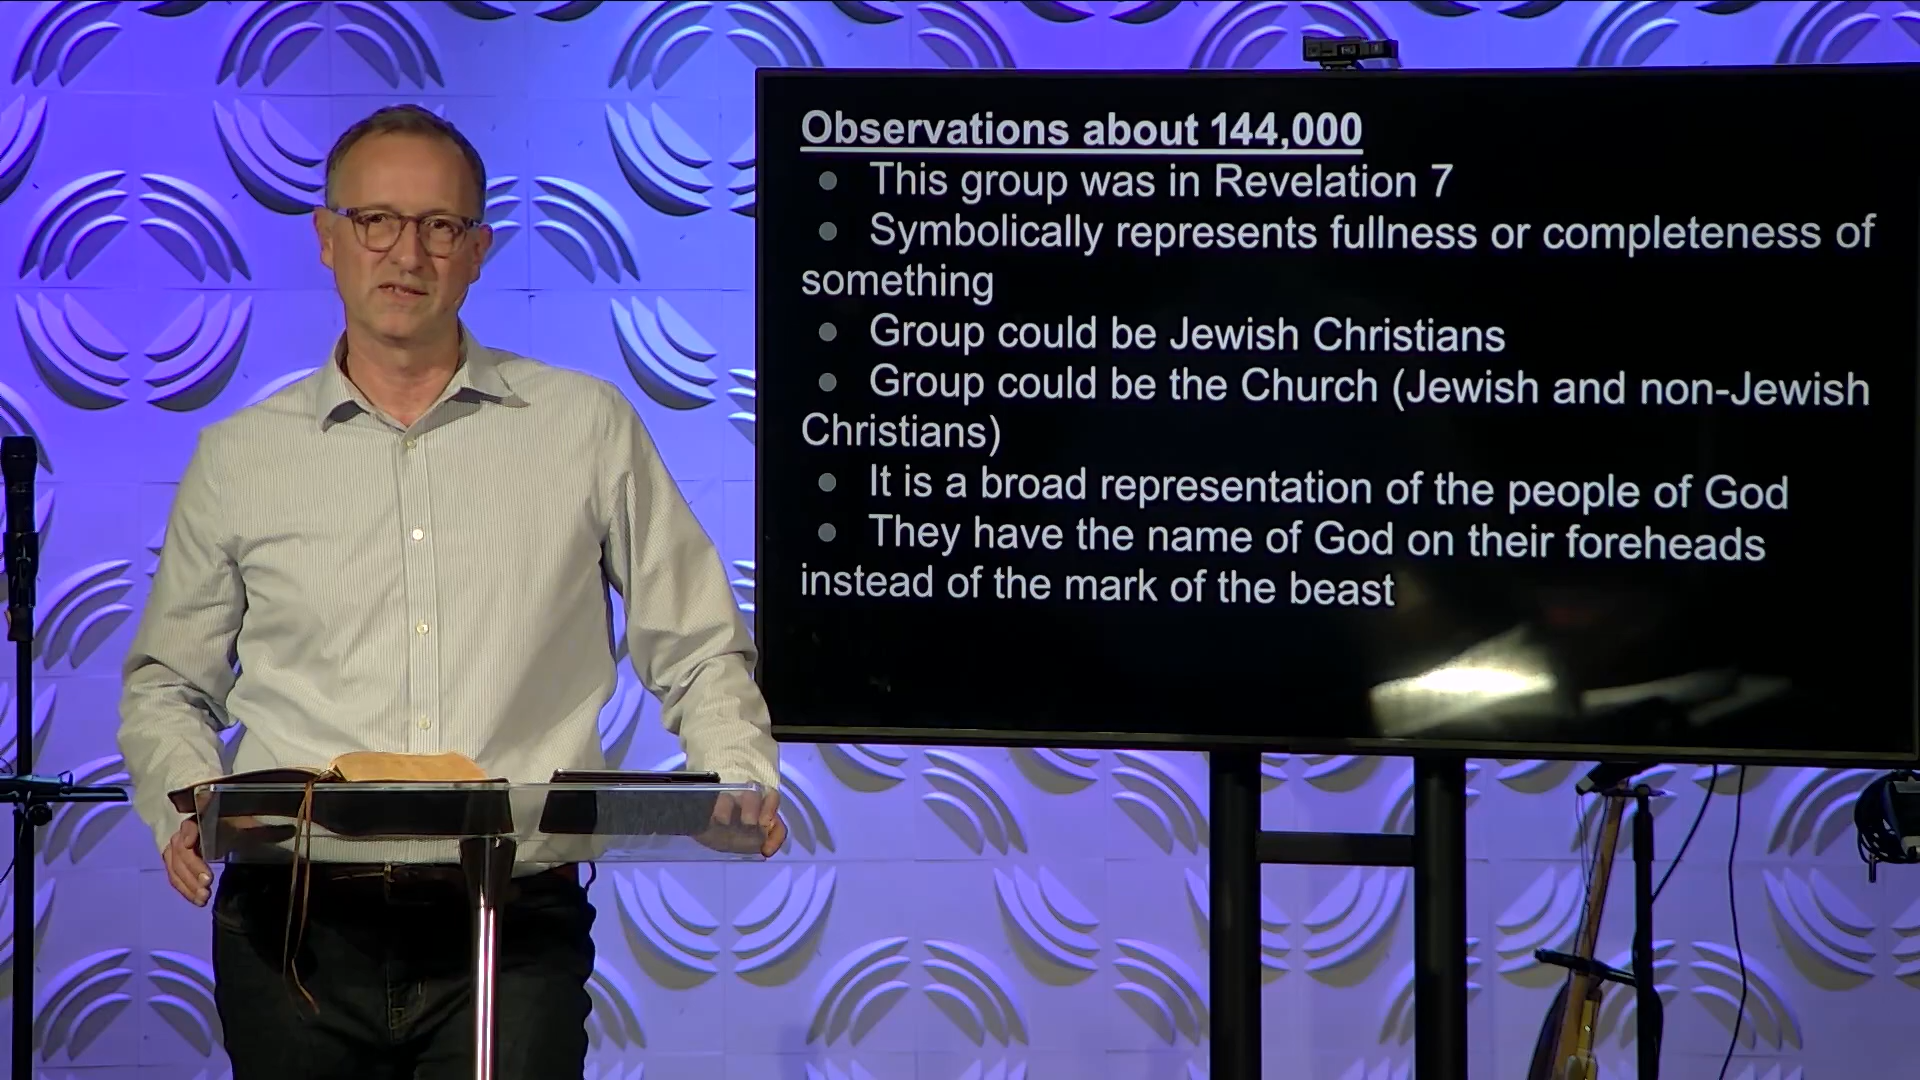 Observations about 144,000
● This group was in Revelation 7
● Symbolically represents fullness or completeness of
something
● Group could be Jewish Christians
● Group could be the Church (Jewish and non-Jewish
Christians)
● It is a broad representation of the people of God
● They have the name of God on their foreheads
instead of the mark of the beast